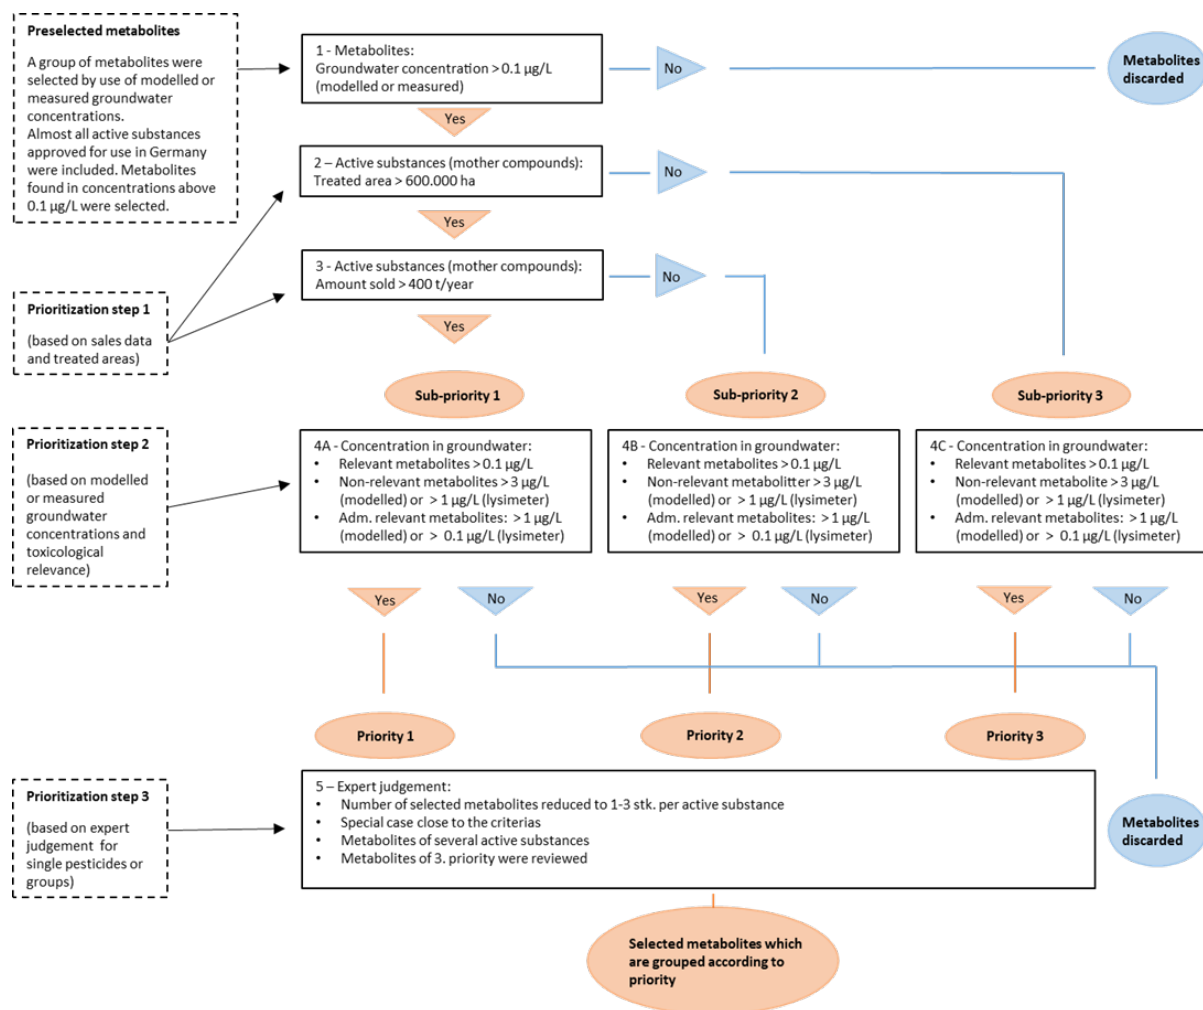 Preselected metabolites
A group of metabolites were
selected by use of modelled or
measured groundwater
concentrations.
Almost all active substances
approved for use in Germany
were included. Metabolites
found in concentrations above
0.1 µg/L were selected.
1 - Metabolites:
Groundwater concentration > 0.1 µg/L
(modelled or measured)
No
Metabolites
discarded
Yes
2 – Active substances (mother compounds):
Treated area > 600.000 ha
No
Yes
3 - Active substances (mother compounds):
Amount sold > 400 t/year
No
Yes
Prioritization step 1
(based on sales data
and treated areas)
Sub-priority 1
Sub-priority 2
Sub-priority 3
Prioritization step 2
(based on modelled
or measured
groundwater
concentrations and
toxicological
relevance)
4A - Concentration in groundwater:
• Relevant metabolites > 0.1 µg/L
• Non-relevant metabolites > 3 µg/L
(modelled) or > 1 µg/L (lysimeter)
• Adm. relevant metabolites: > 1 µg/L
(modelled) or > 0.1 µg/L (lysimeter)
4B - Concentration in groundwater:
• Relevant metabolites > 0.1 µg/L
• Non-relevant metabolitter > 3 µg/L
(modelled) or > 1 µg/L (lysimeter)
• Adm. relevant metabolites: > 1 µg/L
(modelled) or > 0.1 µg/L (lysimeter)
4C - Concentration in groundwater:
• Relevant metabolites > 0.1 µg/L
• Non-relevant metabolites > 3 µg/L
(modelled) or > 1 µg/L (lysimeter)
• Adm. relevant metabolites: > 1 µg/L
(modelled) or > 0.1 µg/L (lysimeter)
Yes
No
Yes
No
Yes
No
Priority 1
Priority 2
Priority 3
Prioritization step 3
(based on expert
judgement for
single pesticides or
groups)
5 – Expert judgement:
• Number of selected metabolites reduced to 1-3 stk. per active substance
• Special case close to the criterias
• Metabolites of several active substances
• Metabolites of 3. priority were reviewed
Metabolites
discarded
Selected metabolites which
are grouped according to
priority